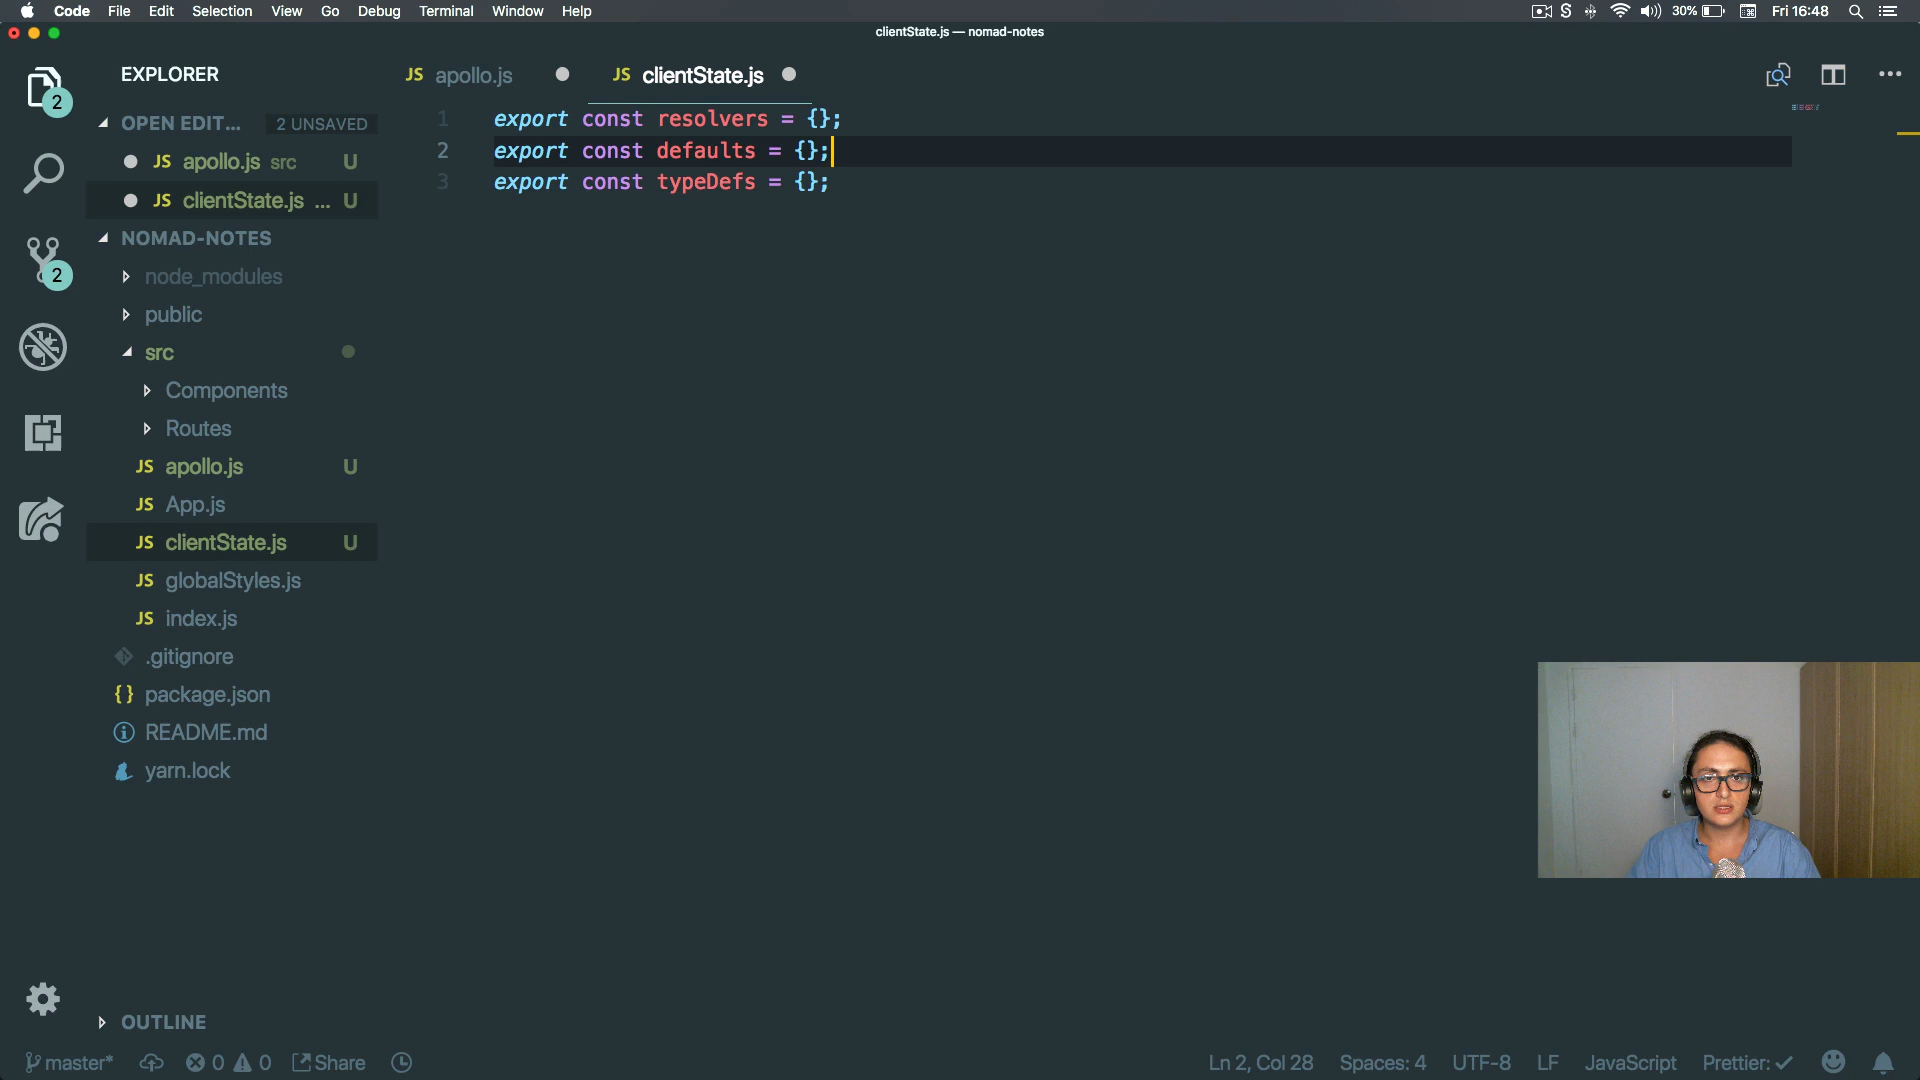 Code File Edit Selection View Go Debug Terminal Window Help
30% Fri 16:48
clientState.js — nomad-notes
EXPLORER
OPEN EDIT... 2 UNSAVED
JS apollo.js src U
JS clientState.js ... U
NOMAD-NOTES
node_modules
public
src
Components
Routes
JS apollo.js U
JS App.js
JS clientState.js U
JS globalStyles.js
JS index.js
.gitignore
{} package.json
README.md
yarn.lock
OUTLINE
2
2
JS apollo.js
JS clientState.js
1 export const resolvers = {};
2 export const defaults = {};
3 export const typeDefs = {};
master* 0 0 Share
Ln 2, Col 28 Spaces: 4 UTF-8 LF JavaScript Prettier: ✓